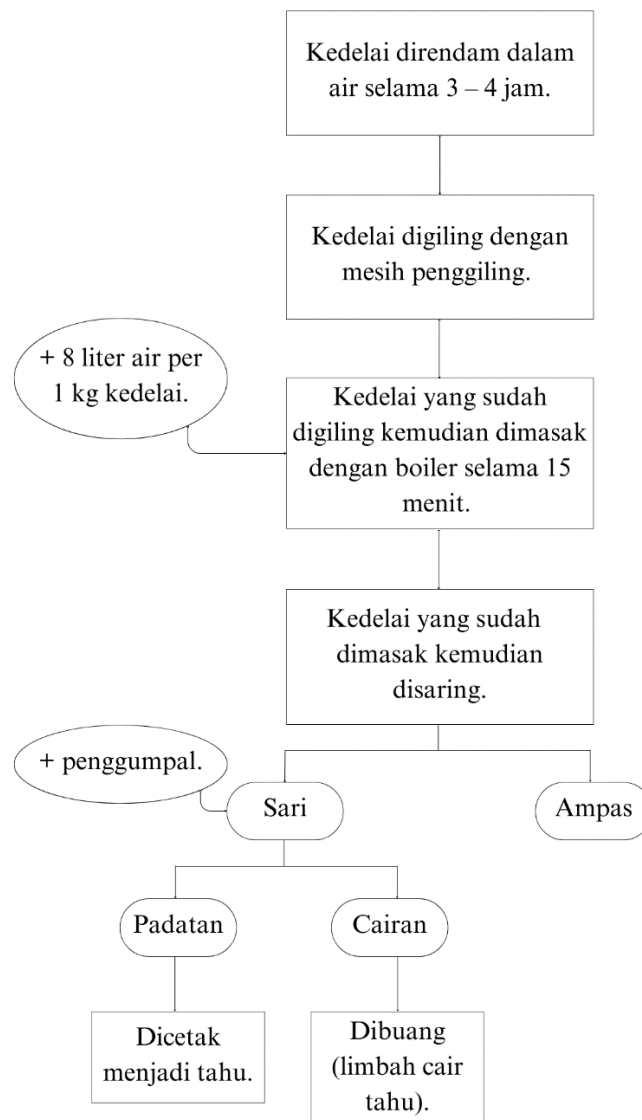 Kedelai direndam dalam
air selama 3 – 4 jam.
Kedelai digiling dengan
mesih penggiling.
+ 8 liter air per
1 kg kedelai.
Kedelai yang sudah
digiling kemudian dimasak
dengan boiler selama 15
menit.
Kedelai yang sudah
dimasak kemudian
disaring.
+ penggumpal.
Sari
Ampas
Padatan
Cairan
Dicetak
menjadi tahu.
Dibuang
(limbah cair
tahu).